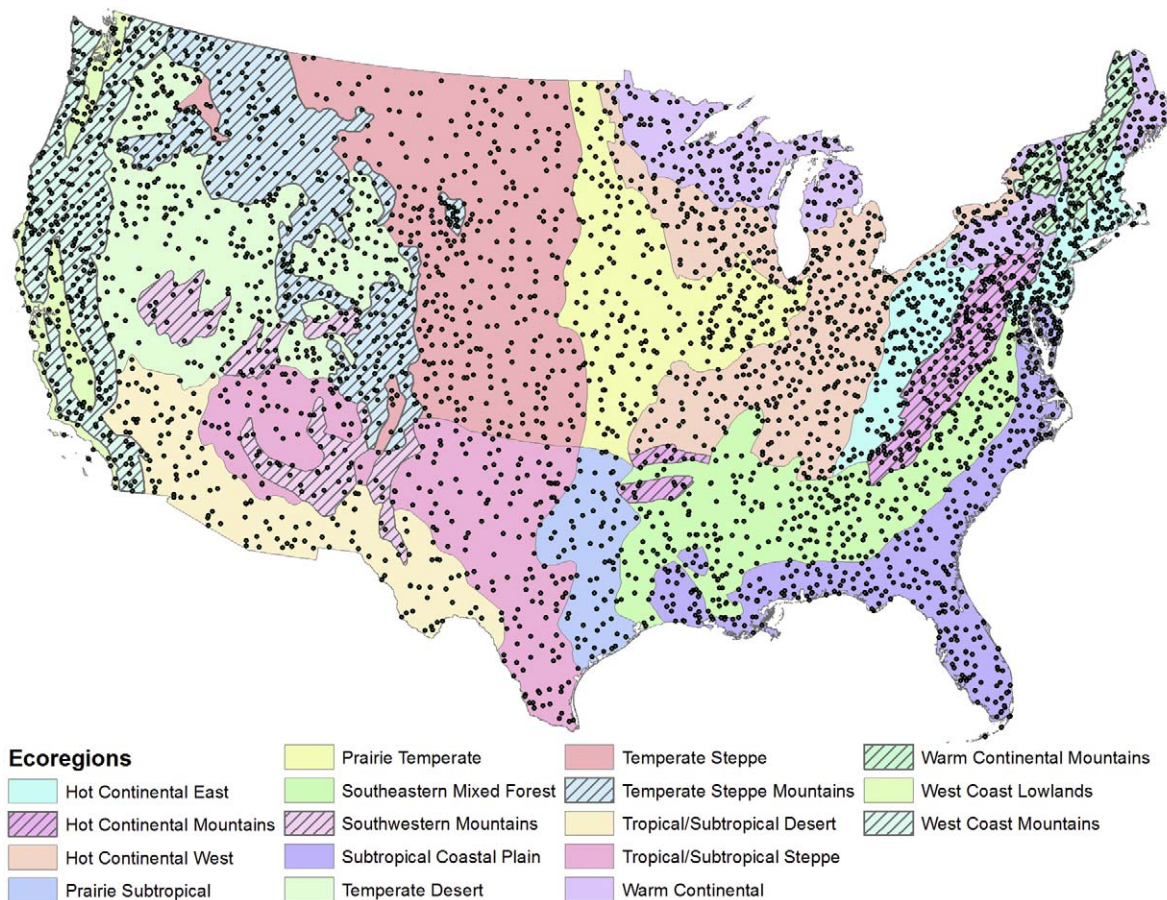 Ecoregions
Hot Continental East
Hot Continental Mountains
Hot Continental West
Prairie Subtropical
Prairie Temperate
Southeastern Mixed Forest
Southwestern Mountains
Subtropical Coastal Plain
Temperate Desert
Temperate Steppe
Temperate Steppe Mountains
Tropical/Subtropical Desert
Tropical/Subtropical Steppe
Warm Continental
Warm Continental Mountains
West Coast Lowlands
West Coast Mountains